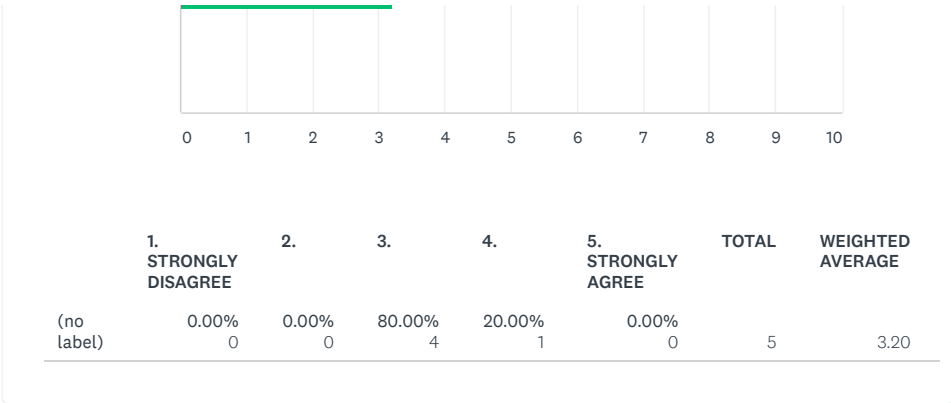 0 1 2 3 4 5 6 7 8 9 10
1. 2. 3. 4. 5. TOTAL WEIGHTED
STRONGLY STRONGLY AVERAGE
DISAGREE AGREE
(no 0.00% 0.00% 80.00% 20.00% 0.00%
label) 0 0 4 1 0 5 3.20